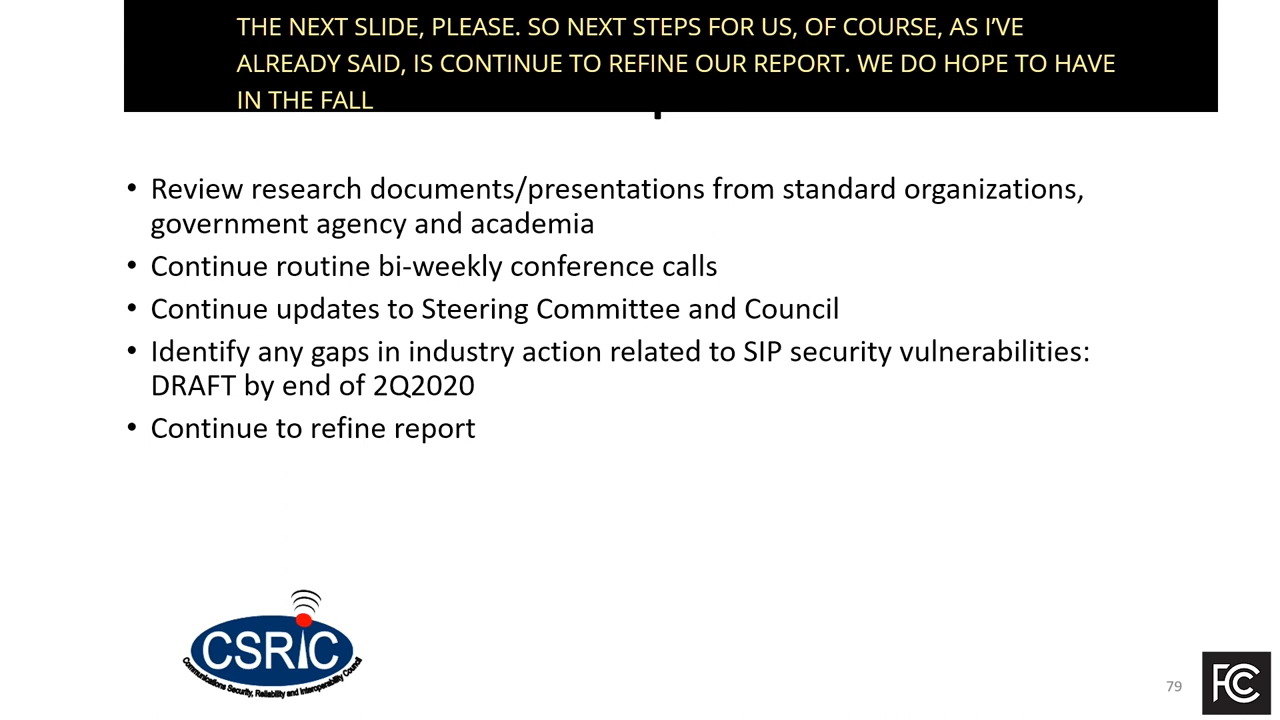 THE NEXT SLIDE, PLEASE. SO NEXT STEPS FOR US, OF COURSE, AS I'VE
ALREADY SAID, IS CONTINUE TO REFINE OUR REPORT. WE DO HOPE TO HAVE
IN THE FALL
• Review research documents/presentations from standard organizations,
government agency and academia
• Continue routine bi-weekly conference calls
• Continue updates to Steering Committee and Council
• Identify any gaps in industry action related to SIP security vulnerabilities:
DRAFT by end of 2Q2020
• Continue to refine report
CSRIC
Communications Security, Reliability and Interoperability Council
79
FCC